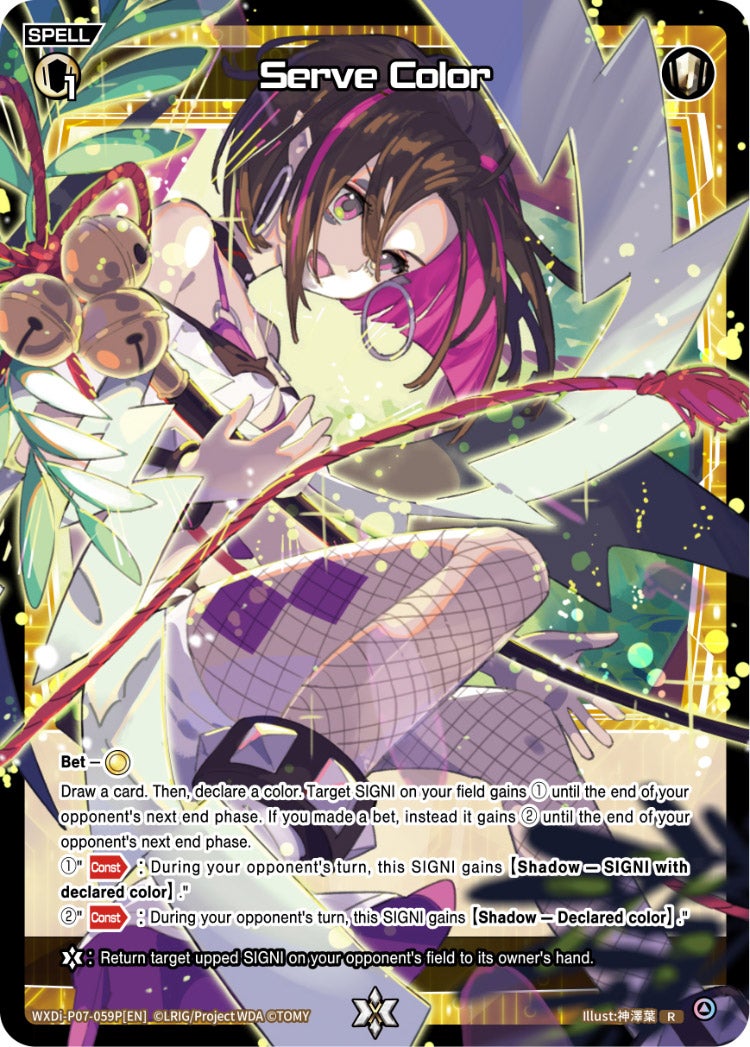 SPELL
1
Serve Color
Bet –
Draw a card. Then, declare a color. Target SIGNI on your field gains ① until the end of your
opponent's next end phase. If you made a bet, instead it gains ② until the end of your
opponent's next end phase.
①" Const : During your opponent's turn, this SIGNI gains 【Shadow — SIGNI with
declared color】."
②" Const : During your opponent's turn, this SIGNI gains 【Shadow — Declared color】."
: Return target upped SIGNI on your opponent's field to its owner's hand.
WXDi-P07-059P[EN] ©LRIG/Project WDA ©TOMY
Illust:神澤葉 R